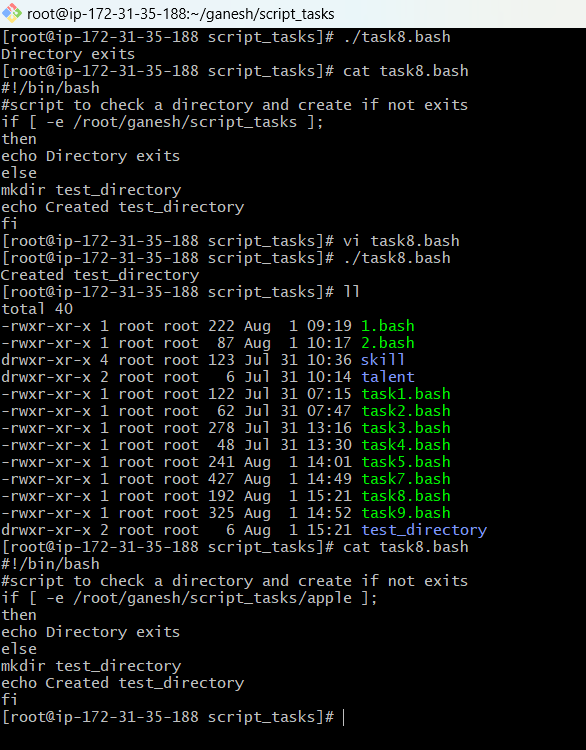 root@ip-172-31-35-188:~/ganesh/script_tasks
[root@ip-172-31-35-188 script_tasks]# ./task8.bash
Directory exits
[root@ip-172-31-35-188 script_tasks]# cat task8.bash
#!/bin/bash
#script to check a directory and create if not exits
if [ -e /root/ganesh/script_tasks ];
then
echo Directory exits
else
mkdir test_directory
echo Created test_directory
fi
[root@ip-172-31-35-188 script_tasks]# vi task8.bash
[root@ip-172-31-35-188 script_tasks]# ./task8.bash
Created test_directory
[root@ip-172-31-35-188 script_tasks]# ll
total 40
-rwxr-xr-x 1 root root 222 Aug  1 09:19 1.bash
-rwxr-xr-x 1 root root  87 Aug  1 10:17 2.bash
drwxr-xr-x 4 root root 123 Jul 31 10:36 skill
drwxr-xr-x 2 root root   6 Jul 31 10:14 talent
-rwxr-xr-x 1 root root 122 Jul 31 07:15 task1.bash
-rwxr-xr-x 1 root root  62 Jul 31 07:47 task2.bash
-rwxr-xr-x 1 root root 278 Jul 31 13:16 task3.bash
-rwxr-xr-x 1 root root  48 Jul 31 13:30 task4.bash
-rwxr-xr-x 1 root root 241 Aug  1 14:01 task5.bash
-rwxr-xr-x 1 root root 427 Aug  1 14:49 task7.bash
-rwxr-xr-x 1 root root 192 Aug  1 15:21 task8.bash
-rwxr-xr-x 1 root root 325 Aug  1 14:52 task9.bash
drwxr-xr-x 2 root root   6 Aug  1 15:21 test_directory
[root@ip-172-31-35-188 script_tasks]# cat task8.bash
#!/bin/bash
#script to check a directory and create if not exits
if [ -e /root/ganesh/script_tasks/apple ];
then
echo Directory exits
else
mkdir test_directory
echo Created test_directory
fi
[root@ip-172-31-35-188 script_tasks]#